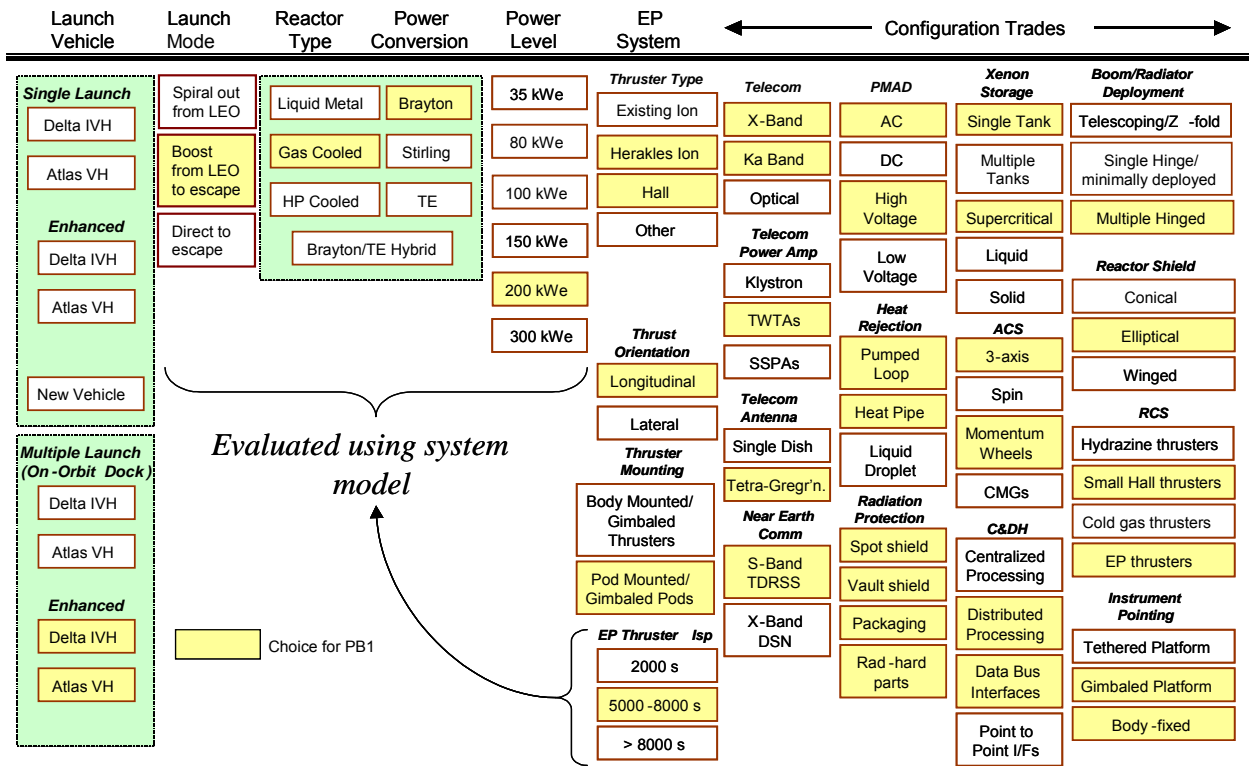 Launch
Vehicle
Launch
Mode
Reactor
Type
Power
Conversion
Power
Level
EP
System
Configuration Trades
Single Launch
Delta IVH
Atlas VH
Enhanced
Delta IVH
Atlas VH
New Vehicle
Multiple Launch
(On -Orbit Dock )
Delta IVH
Atlas VH
Enhanced
Delta IVH
Atlas VH
Spiral out
from LEO
Boost
from LEO
to escape
Direct to
escape
Liquid Metal
Brayton
Gas Cooled
Stirling
HP Cooled
TE
Brayton/TE Hybrid
35 kWe
80 kWe
100 kWe
150 kWe
200 kWe
300 kWe
Evaluated using system
model
Choice for PB1
Thruster Type
Existing Ion
Herakles Ion
Hall
Other
Thrust
Orientation
Longitudinal
Lateral
Thruster
Mounting
Body Mounted/
Gimbaled
Thrusters
Pod Mounted/
Gimbaled Pods
EP Thruster Isp
2000 s
5000 -8000 s
> 8000 s
Telecom
X-Band
Ka Band
Optical
Telecom
Power Amp
Klystron
TWTAs
SSPAs
Telecom
Antenna
Single Dish
Tetra-Gregr'n.
Near Earth
Comm
S-Band
TDRSS
X-Band
DSN
PMAD
AC
DC
High
Voltage
Low
Voltage
Heat
Rejection
Pumped
Loop
Heat Pipe
Liquid
Droplet
Radiation
Protection
Spot shield
Vault shield
Packaging
Rad -hard
parts
Xenon
Storage
Single Tank
Multiple
Tanks
Supercritical
Liquid
Solid
ACS
3-axis
Spin
Momentum
Wheels
CMGs
C&DH
Centralized
Processing
Distributed
Processing
Data Bus
Interfaces
Point to
Point I/Fs
Boom/Radiator
Deployment
Telescoping/Z -fold
Single Hinge/
minimally deployed
Multiple Hinged
Reactor Shield
Conical
Elliptical
Winged
RCS
Hydrazine thrusters
Small Hall thrusters
Cold gas thrusters
EP thrusters
Instrument
Pointing
Tethered Platform
Gimbaled Platform
Body -fixed